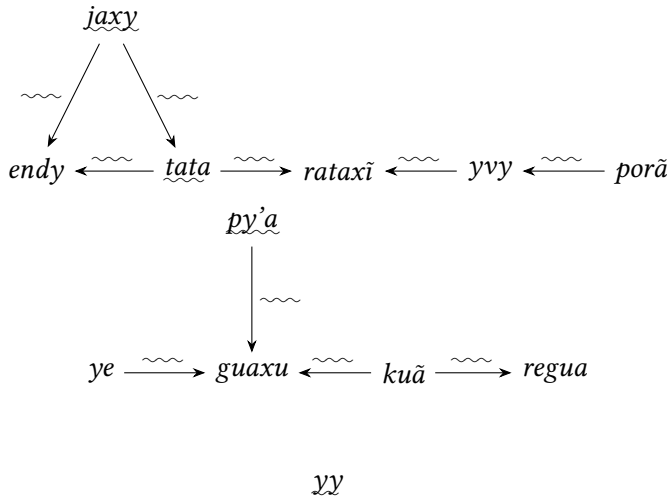 jaxy
endy tata rataxĩ yvy porã
py’a
ye guaxu kuã regua
yy